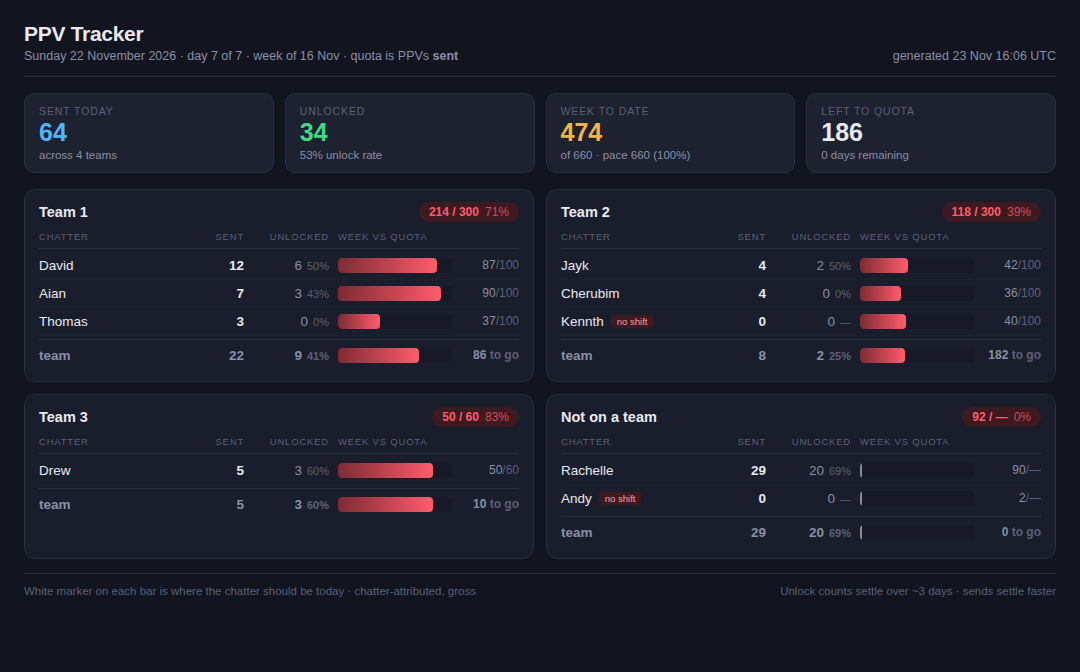 PPV Tracker
Sunday 22 November 2026 · day 7 of 7 · week of 16 Nov · quota is PPVs sent
generated 23 Nov 16:06 UTC
SENT TODAY
64
across 4 teams
UNLOCKED
34
53% unlock rate
WEEK TO DATE
474
of 660 · pace 660 (100%)
LEFT TO QUOTA
186
0 days remaining
Team 1 214 / 300 71%
CHATTER SENT UNLOCKED WEEK VS QUOTA
David 12 6 50% 87/100
Aian 7 3 43% 90/100
Thomas 3 0 0% 37/100
team 22 9 41% 86 to go
Team 2 118 / 300 39%
CHATTER SENT UNLOCKED WEEK VS QUOTA
Jayk 4 2 50% 42/100
Cherubim 4 0 0% 36/100
Kennth no shift 0 0 — 40/100
team 8 2 25% 182 to go
Team 3 50 / 60 83%
CHATTER SENT UNLOCKED WEEK VS QUOTA
Drew 5 3 60% 50/60
team 5 3 60% 10 to go
Not on a team 92 / — 0%
CHATTER SENT UNLOCKED WEEK VS QUOTA
Rachelle 29 20 69% 90/—
Andy no shift 0 0 — 2/—
team 29 20 69% 0 to go
White marker on each bar is where the chatter should be today · chatter-attributed, gross
Unlock counts settle over ~3 days · sends settle faster